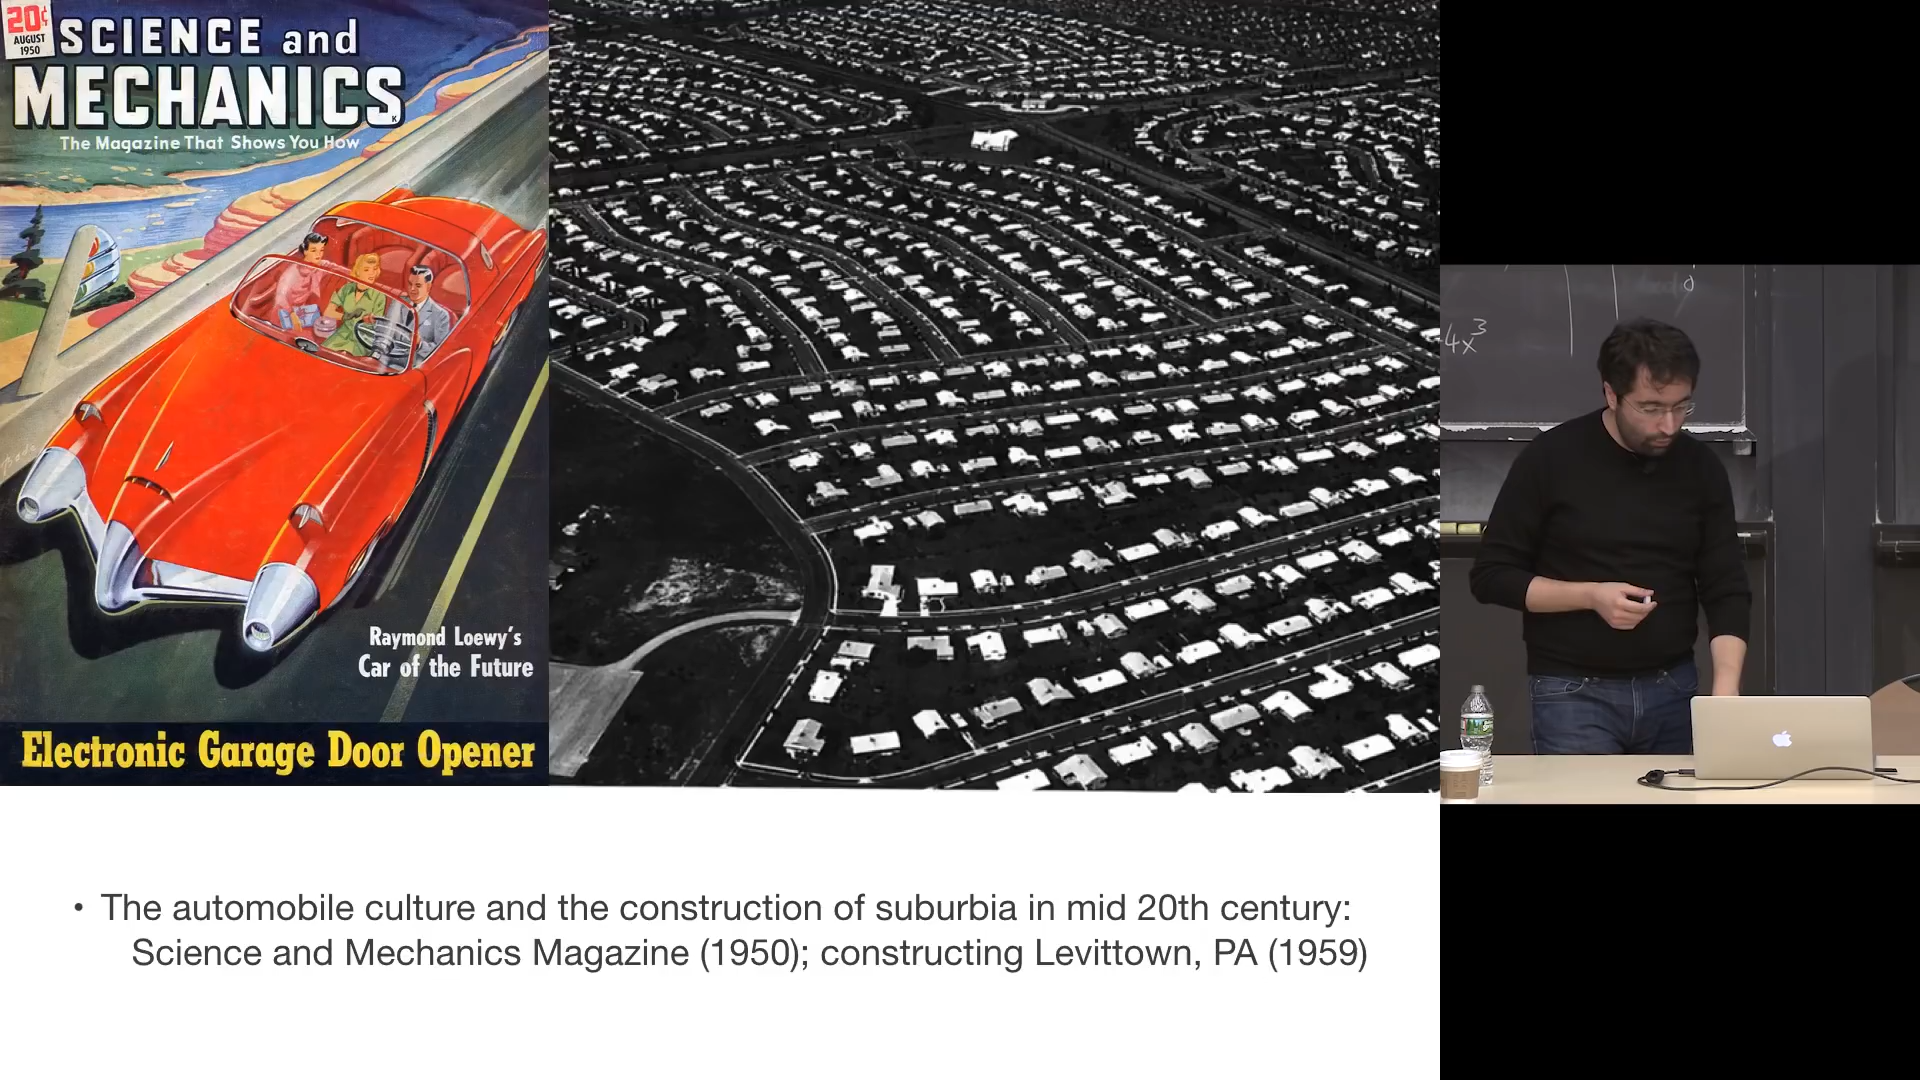 20¢
AUGUST
1950
SCIENCE and
MECHANICS
The Magazine That Shows You How
Raymond Loewy's
Car of the Future
Electronic Garage Door Opener
• The automobile culture and the construction of suburbia in mid 20th century:
Science and Mechanics Magazine (1950); constructing Levittown, PA (1959)
4x³
0